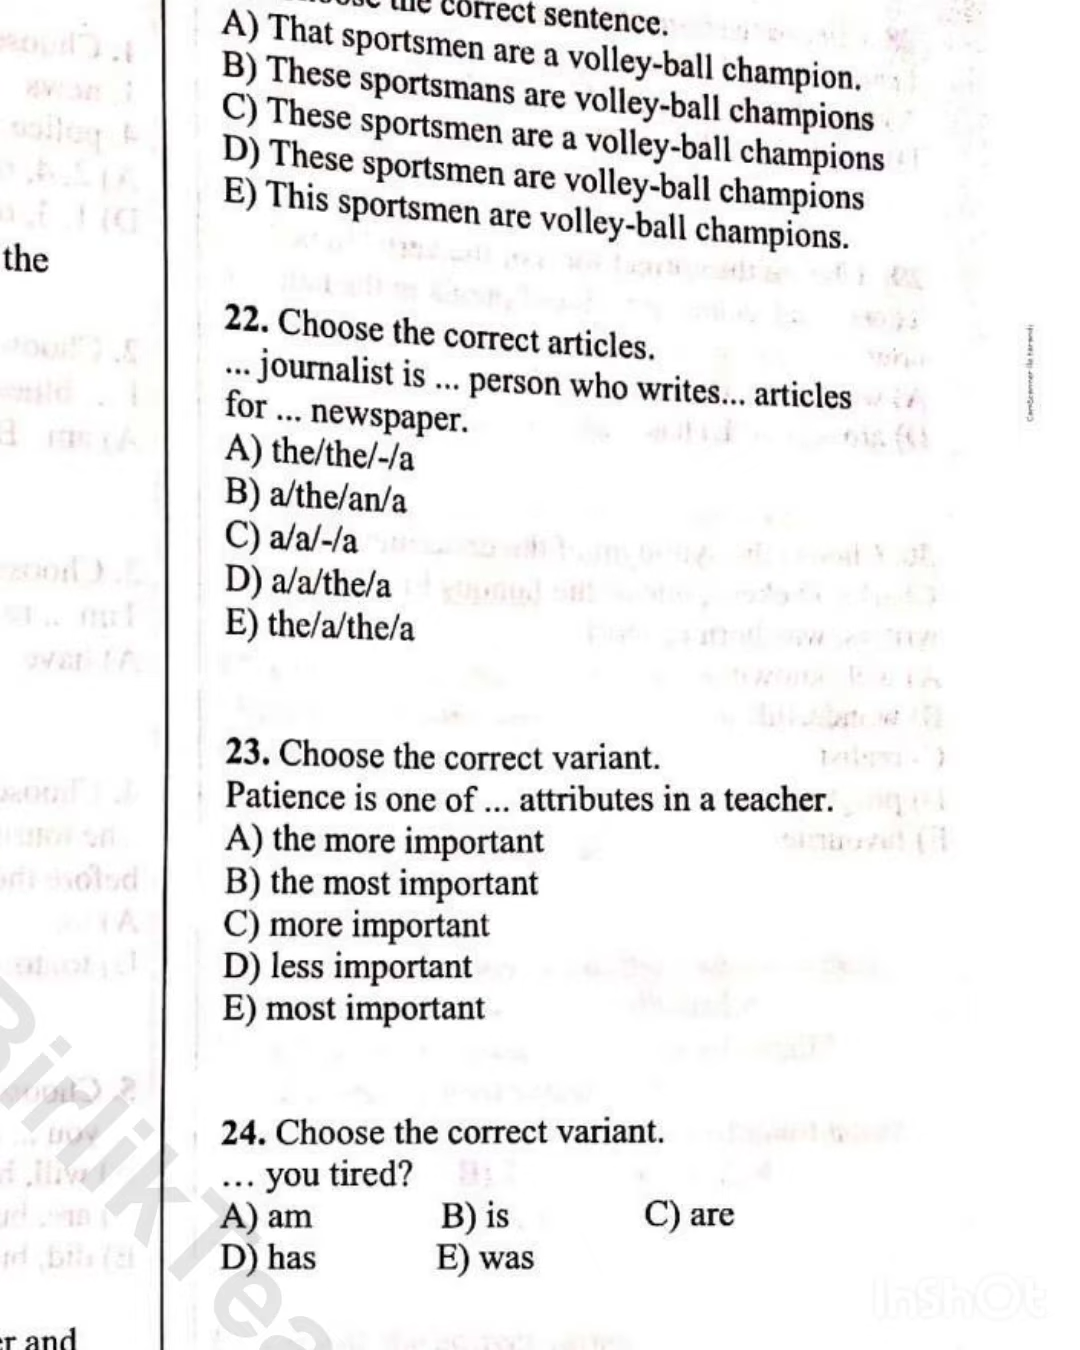 the correct sentence.
A) That sportsmen are a volley-ball champion.
B) These sportsmans are volley-ball champions
C) These sportsmen are a volley-ball champions
D) These sportsmen are volley-ball champions
E) This sportsmen are volley-ball champions.
the
22. Choose the correct articles.
... journalist is ... person who writes... articles
for ... newspaper.
A) the/the/-/a
B) a/the/an/a
C) a/a/-/a
D) a/a/the/a
E) the/a/the/a
23. Choose the correct variant.
Patience is one of ... attributes in a teacher.
A) the more important
B) the most important
C) more important
D) less important
E) most important
24. Choose the correct variant.
... you tired?
A) am B) is C) are
D) has E) was
and
CamScanner ile tarandı
InShOt